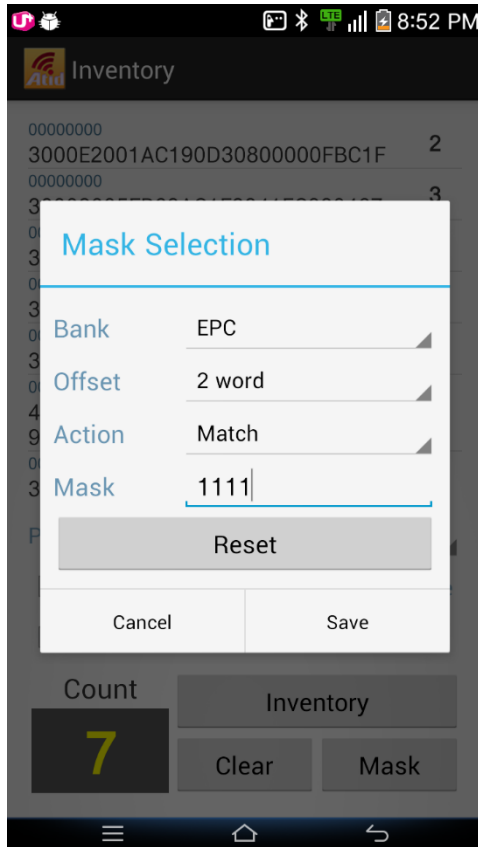 LTE 8:52 PM
Atid Inventory
00000000
3000E2001AC190D30800000FBC1F 2
00000000
3
Mask Selection
Bank EPC
Offset 2 word
Action Match
Mask 1111
Reset
Cancel Save
Count Inventory
7
Clear Mask